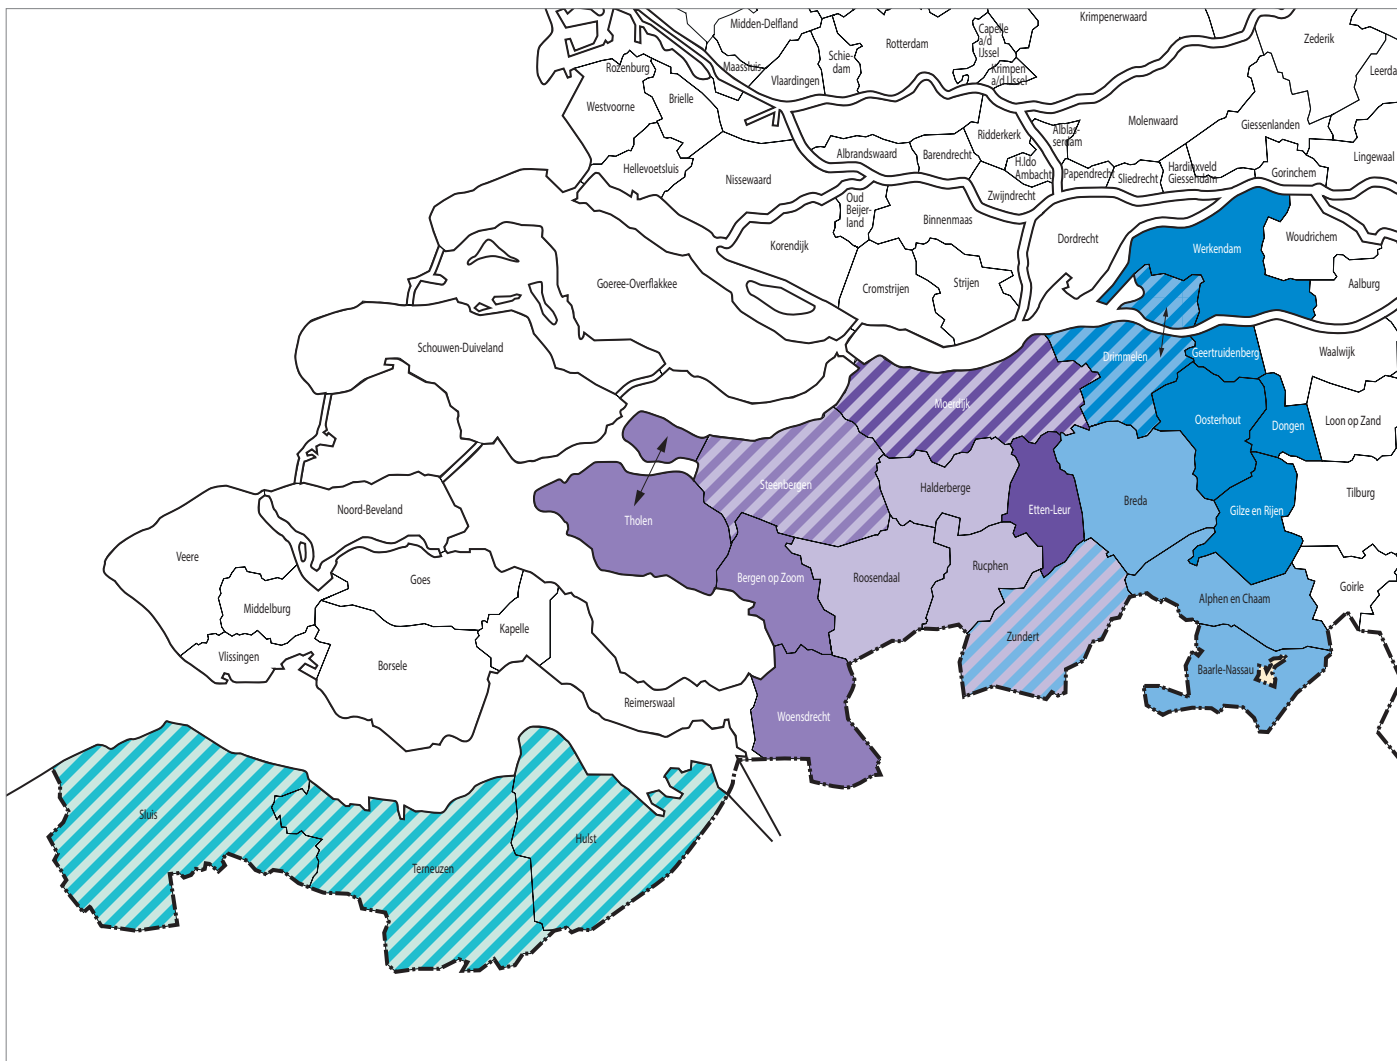 Midden-Delfland
Krimpenerwaard
Capelle
a/d
IJssel
Rotterdam
Zederik
Schie-
dam
Maassluis
Rozenburg
Vlaardingen
Krimpen
a/d IJssel
Leerda
Westvoorne
Brielle
Molenwaard
Giessenlanden
Ridderkerk
Alblas-
serdam
Albrandswaard
Barendrecht
Lingewaal
Hellevoetsluis
Nissewaard
H.Ido
Ambacht
Papendrecht
Sliedrecht
Hardinxveld
Giessendam
Gorinchem
Zwijndrecht
Oud
Beijer-
land
Binnenmaas
Korendijk
Dordrecht
Werkendam
Woudrichem
Goeree-Overflakkee
Cromstrijen
Strijen
Aalburg
Schouwen-Duiveland
Drimmelen
Geertruidenberg
Waalwijk
Moerdijk
Oosterhout
Dongen
Loon op Zand
Steenbergen
Halderberge
Tilburg
Noord-Beveland
Tholen
Etten-Leur
Breda
Gilze en Rijen
Veere
Goes
Bergen op Zoom
Roosendaal
Rucphen
Goirle
Middelburg
Alphen en Chaam
Kapelle
Zundert
Vlissingen
Borsele
Baarle-Nassau
Reimerswaal
Woensdrecht
Sluis
Hulst
Terneuzen